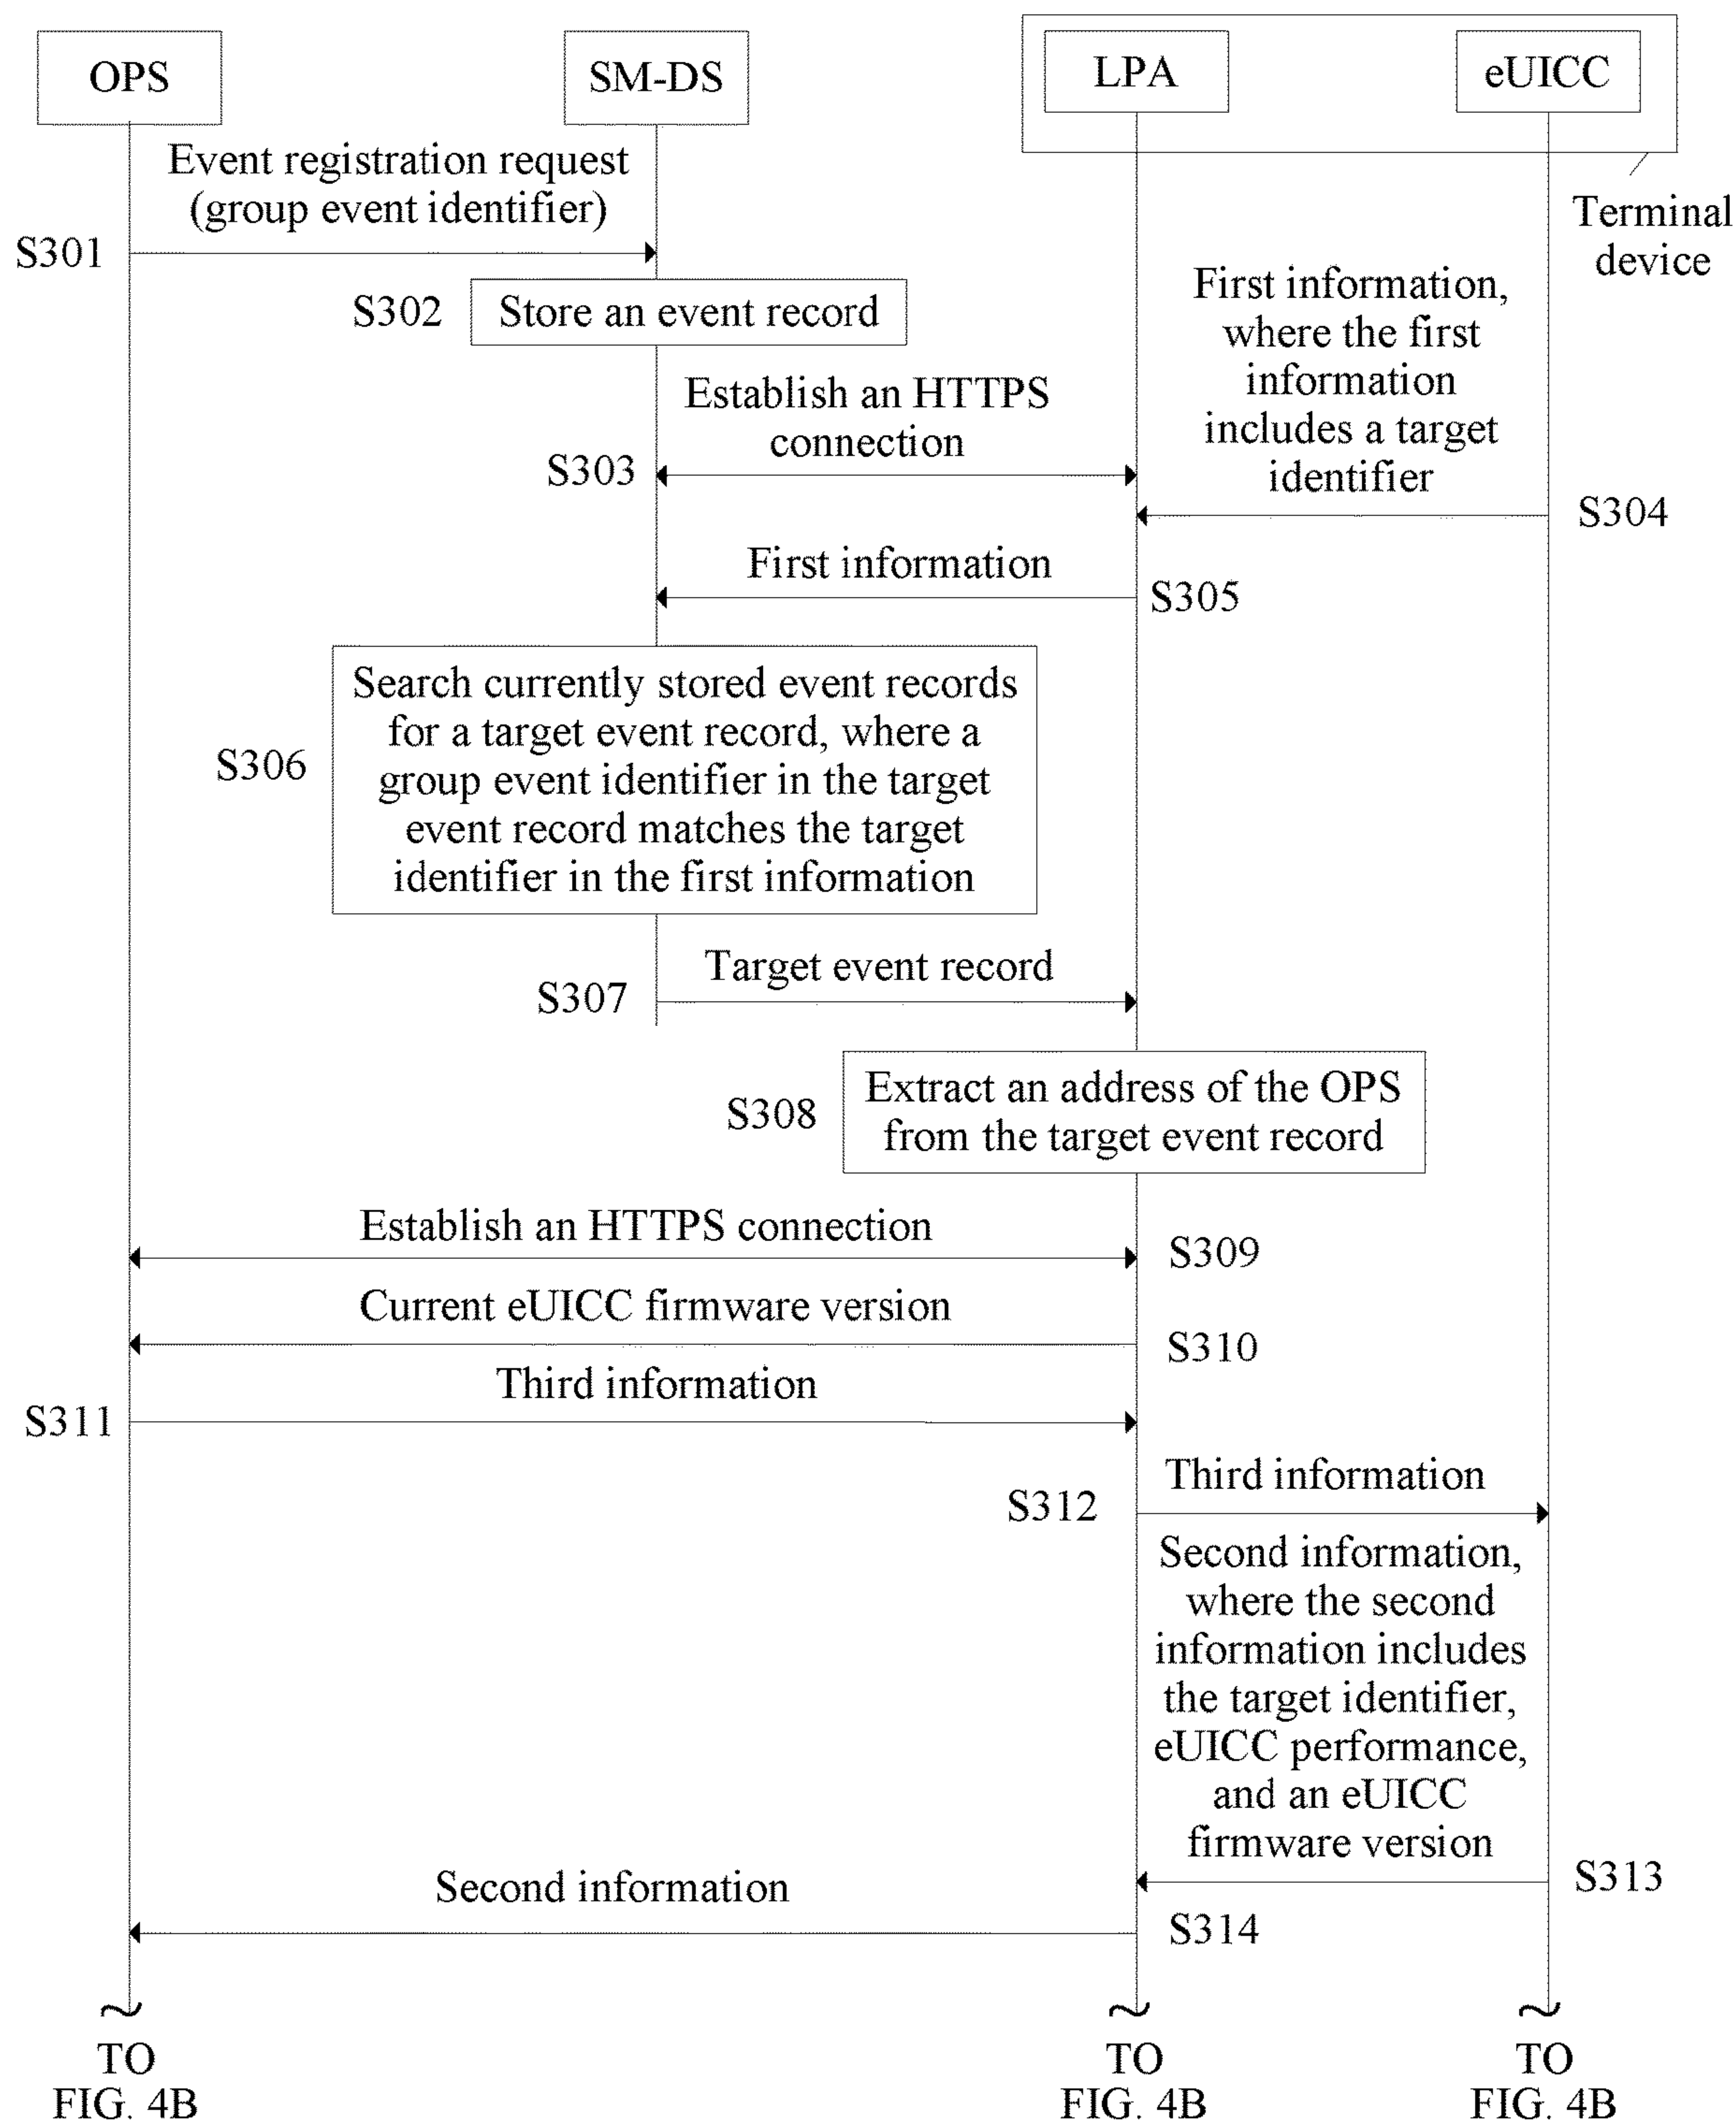 OPS
SM-DS
LPA
eUICC
Terminal
device
Event registration request
(group event identifier)
S301
S302
Store an event record
Establish an HTTPS
connection
S303
First information,
where the first
information
includes a target
identifier
S304
First information
S305
S306
Search currently stored event records
for a target event record, where a
group event identifier in the target
event record matches the target
identifier in the first information
Target event record
S307
S308
Extract an address of the OPS
from the target event record
Establish an HTTPS connection
S309
Current eUICC firmware version
S310
Third information
S311
Third information
S312
Second information,
where the second
information includes
the target identifier,
eUICC performance,
and an eUICC
firmware version
S313
Second information
S314
TO
FIG. 4B
TO
FIG. 4B
TO
FIG. 4B